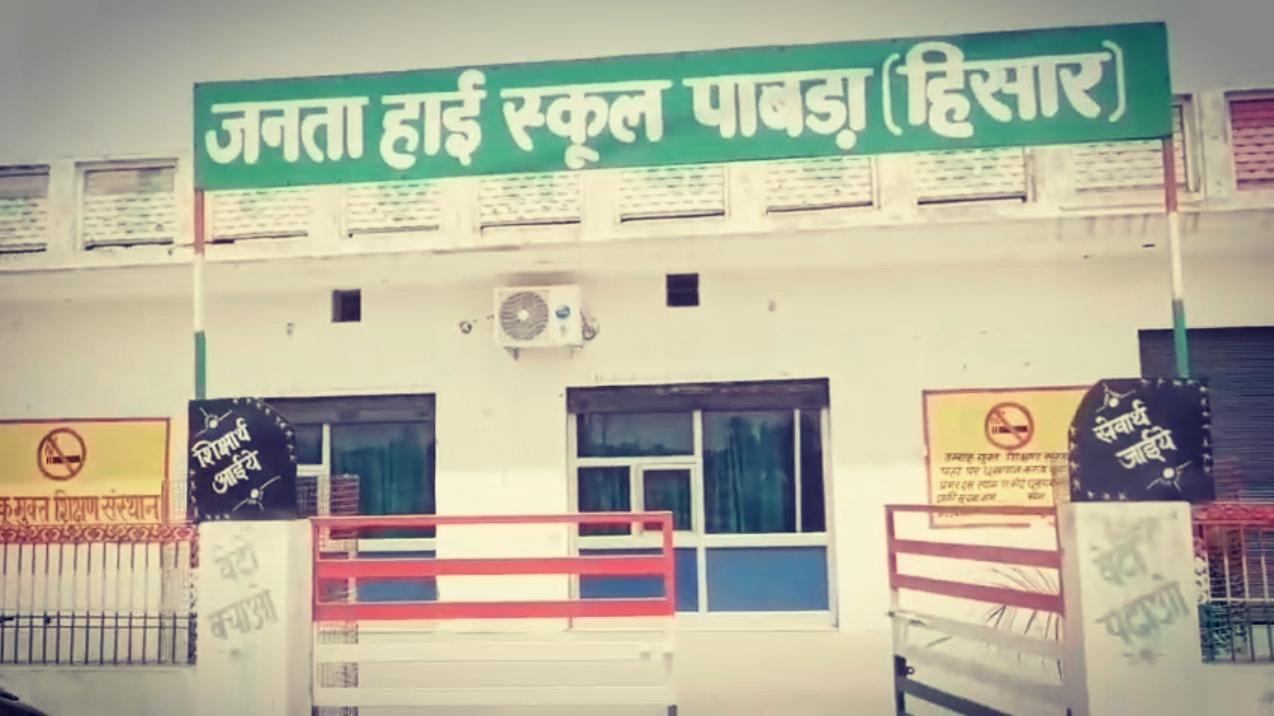 जनता हाई स्कूल पाबड़ा (हिसार)
शिक्षार्थ
आईये
सेवार्थ
जाईये
मुक्त शिक्षण संस्थान
बेटी
बचाओ
बेटी
पढ़ाओ